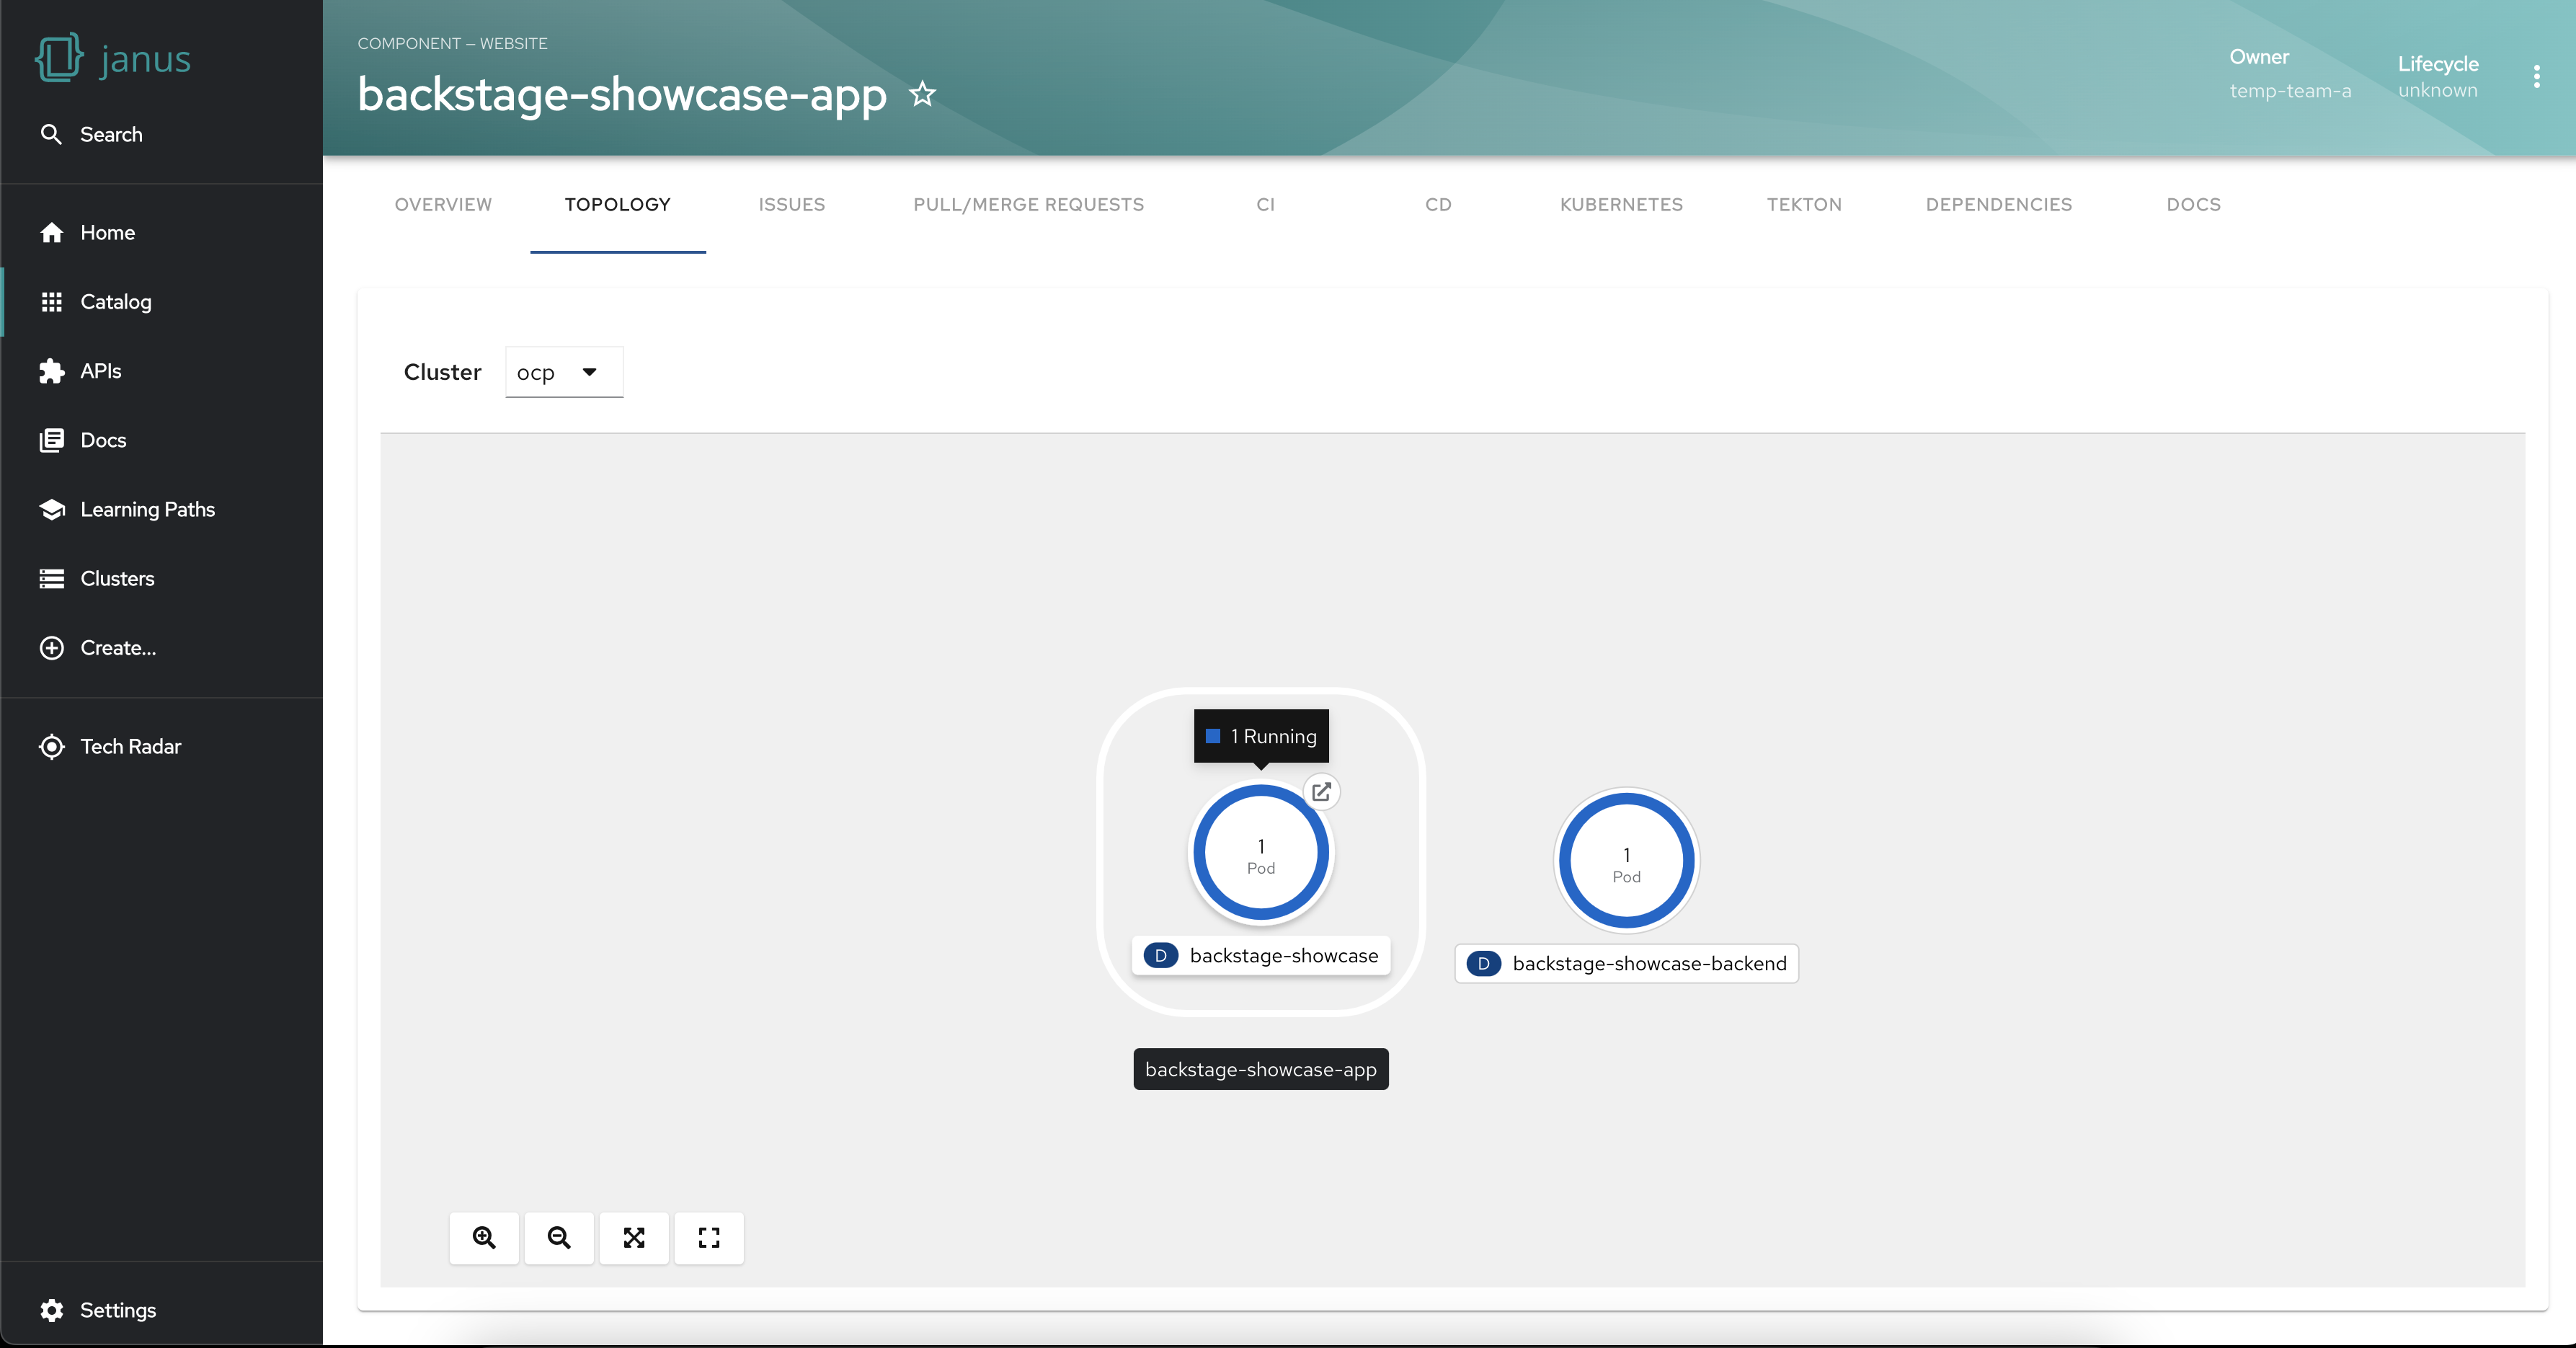 janus
Search
Home
Catalog
APIs
Docs
Learning Paths
Clusters
Create...
Tech Radar
Settings
COMPONENT — WEBSITE
backstage-showcase-app
Owner
temp-team-a
Lifecycle
unknown
OVERVIEW TOPOLOGY ISSUES PULL/MERGE REQUESTS CI CD KUBERNETES TEKTON DEPENDENCIES DOCS
Cluster ocp
1 Running
1
Pod
D backstage-showcase
backstage-showcase-app
1
Pod
D backstage-showcase-backend